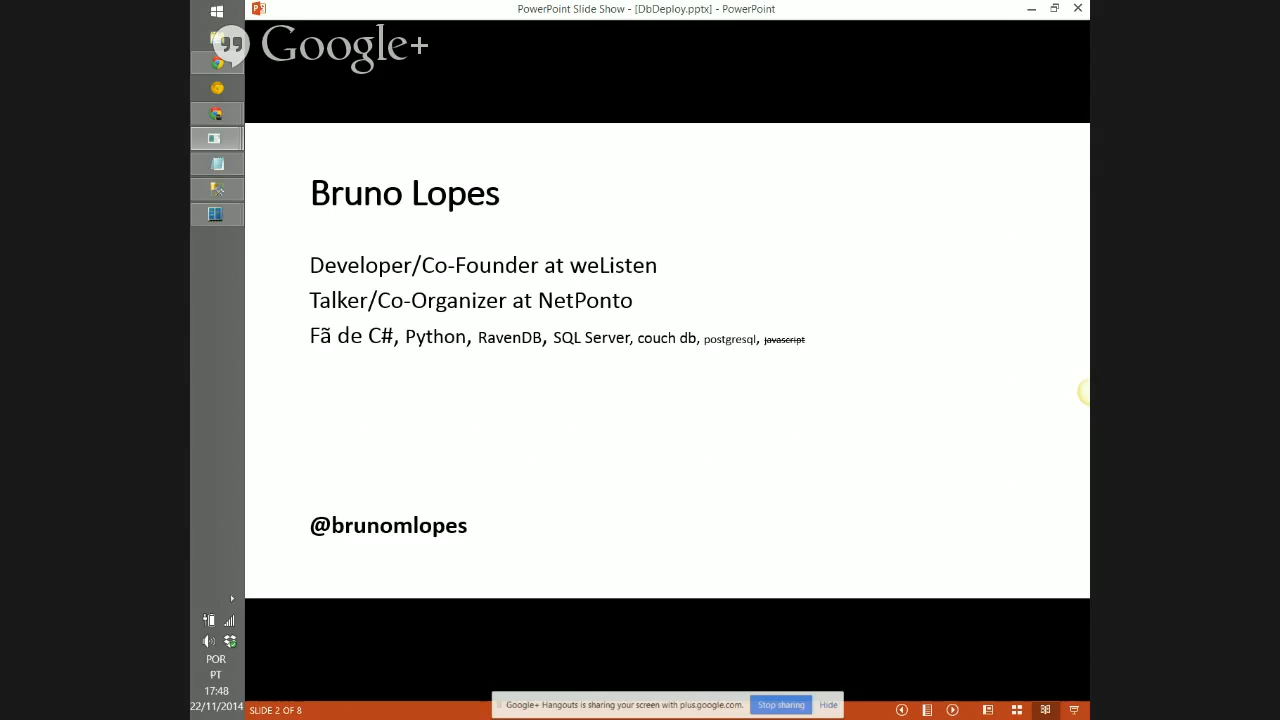 PowerPoint Slide Show - [DbDeploy.pptx] - PowerPoint
Google+
Bruno Lopes
Developer/Co-Founder at weListen
Talker/Co-Organizer at NetPonto
Fã de C#, Python, RavenDB, SQL Server, couch db, postgresql, javascript
@brunomlopes
POR
PT
17:48
22/11/2014
SLIDE 2 OF 8
Google+ Hangouts is sharing your screen with plus.google.com.
Stop sharing
Hide